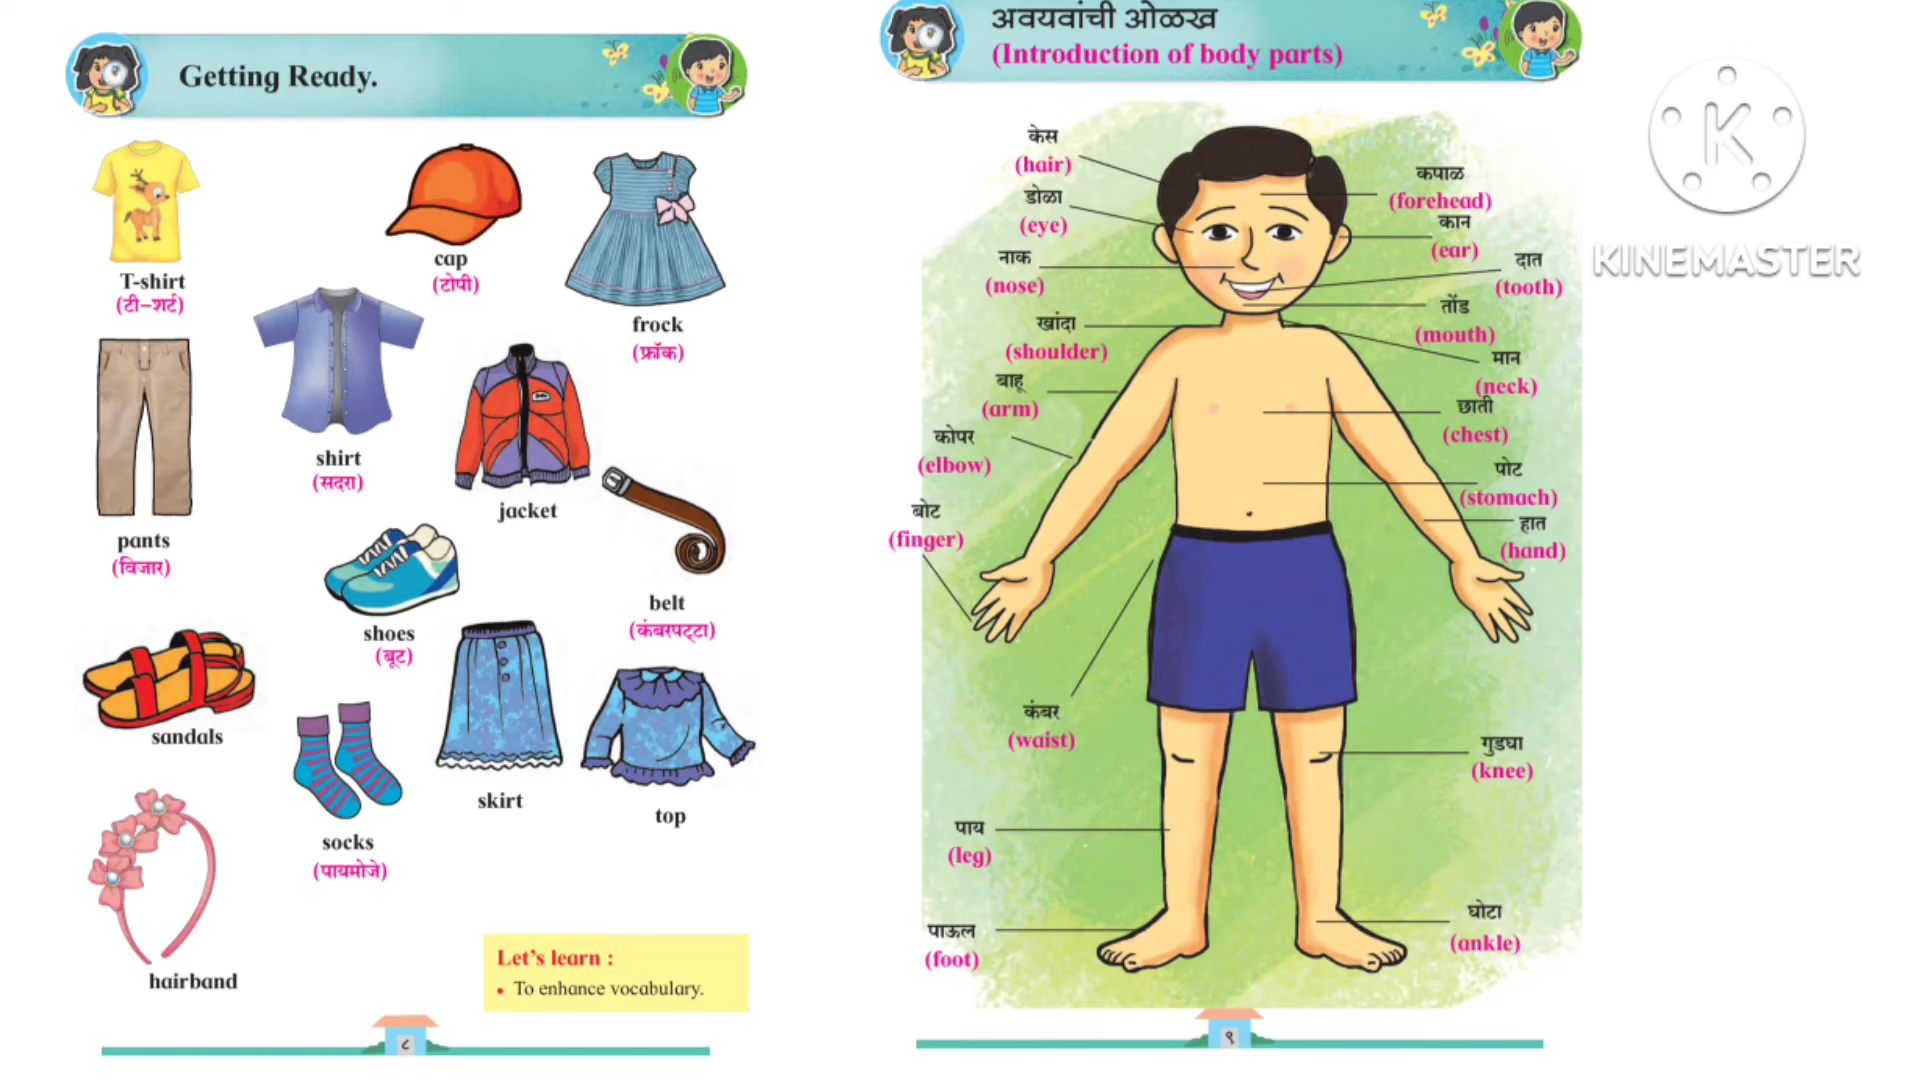 Getting Ready.
T-shirt
(टी–शर्ट)
cap
(टोपी)
frock
(फ्रॉक)
pants
(विजार)
shirt
(सदरा)
jacket
belt
(कंबरपट्टा)
shoes
(बूट)
sandals
socks
(पायमोजे)
skirt
top
hairband
Let’s learn :
• To enhance vocabulary.
८
अवयवांची ओळख
(Introduction of body parts)
केस
(hair)
डोळा
(eye)
नाक
(nose)
खांदा
(shoulder)
बाहू
(arm)
कोपर
(elbow)
बोट
(finger)
कंबर
(waist)
पाय
(leg)
पाऊल
(foot)
कपाळ
(forehead)
कान
(ear)
दात
(tooth)
तोंड
(mouth)
मान
(neck)
छाती
(chest)
पोट
(stomach)
हात
(hand)
गुडघा
(knee)
घोटा
(ankle)
९
K
KINEMASTER